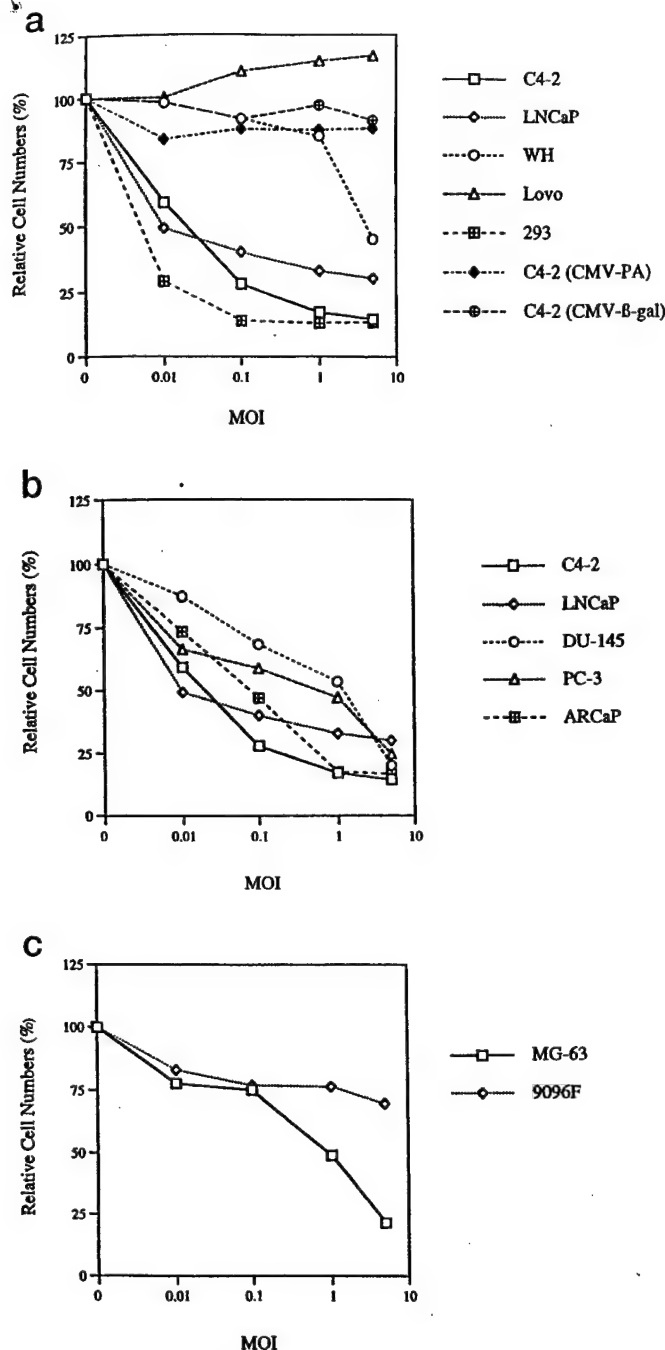 a
Relative Cell Numbers (%)
125
100
75
50
25
0
0
0.01
0.1
1
10
MOI
C4-2
LNCaP
WH
Lovo
293
C4-2 (CMV-PA)
C4-2 (CMV-ß-gal)
b
Relative Cell Numbers (%)
125
100
75
50
25
0
0
0.01
0.1
1
10
MOI
C4-2
LNCaP
DU-145
PC-3
ARCaP
c
Relative Cell Numbers (%)
125
100
75
50
25
0
0
0.01
0.1
1
10
MOI
MG-63
9096F